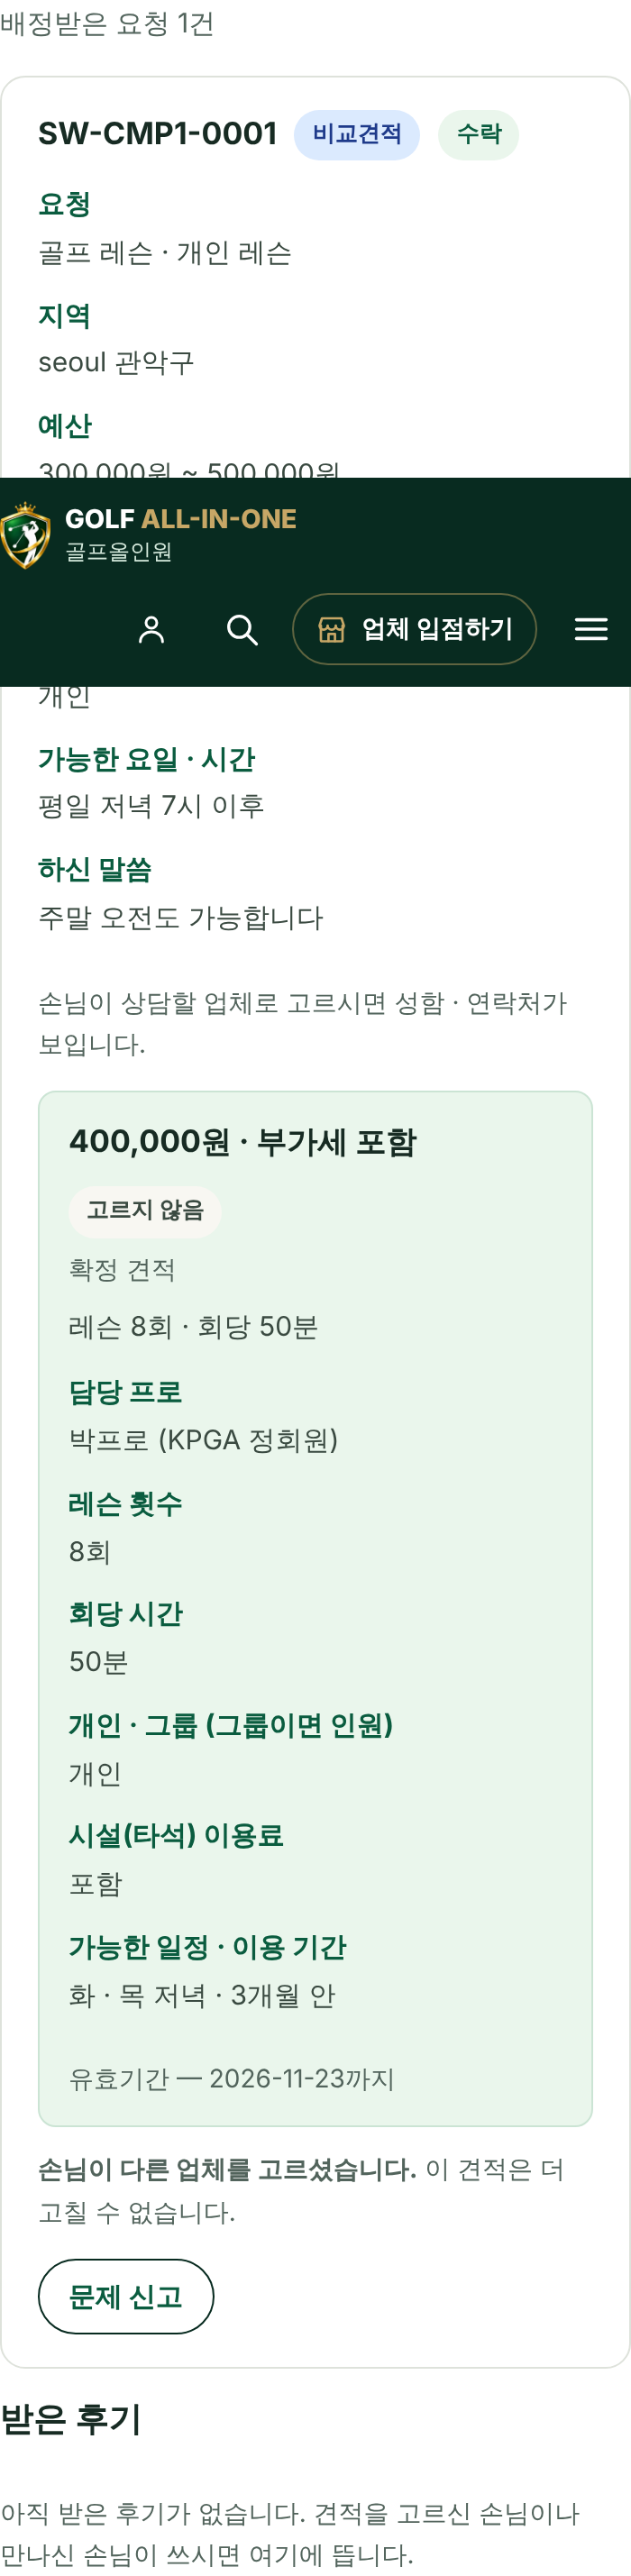 배정받은 요청 1건
SW-CMP1-0001 비교견적 수락
요청
골프 레슨 · 개인 레슨
지역
seoul 관악구
예산
300,000원 ~ 500,000원
GOLF ALL-IN-ONE
골프올인원
업체 입점하기
개인
가능한 요일 · 시간
평일 저녁 7시 이후
하신 말씀
주말 오전도 가능합니다
손님이 상담할 업체로 고르시면 성함 · 연락처가
보입니다.
400,000원 · 부가세 포함
고르지 않음
확정 견적
레슨 8회 · 회당 50분
담당 프로
박프로 (KPGA 정회원)
레슨 횟수
8회
회당 시간
50분
개인 · 그룹 (그룹이면 인원)
개인
시설(타석) 이용료
포함
가능한 일정 · 이용 기간
화 · 목 저녁 · 3개월 안
유효기간 — 2026-11-23까지
손님이 다른 업체를 고르셨습니다. 이 견적은 더
고칠 수 없습니다.
문제 신고
받은 후기
아직 받은 후기가 없습니다. 견적을 고르신 손님이나
만나신 손님이 쓰시면 여기에 뜹니다.